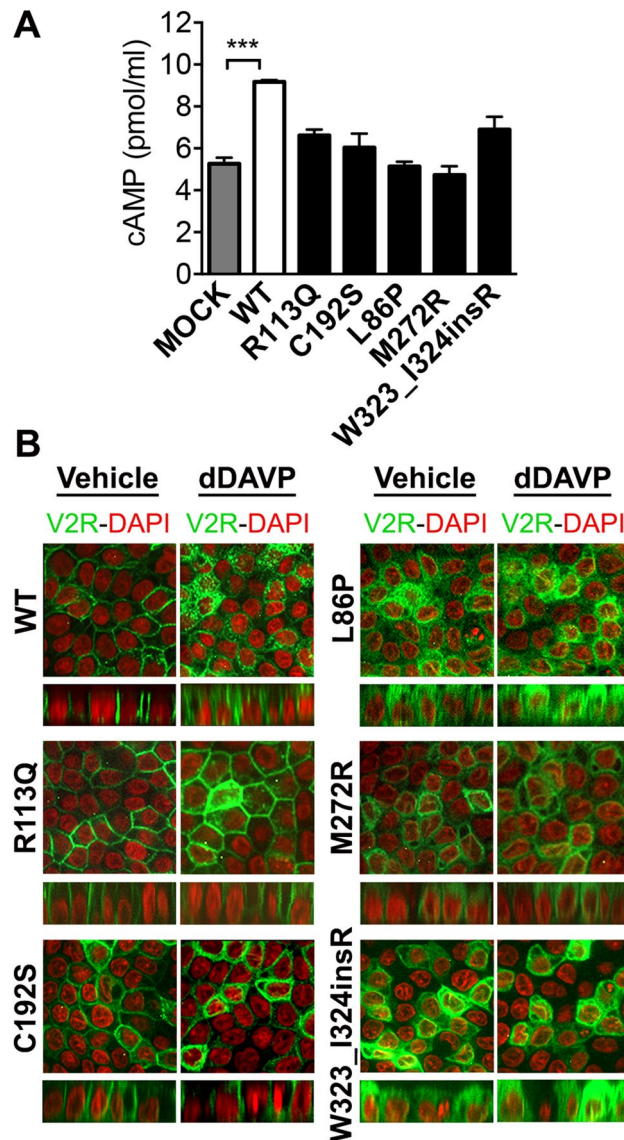 A
***
cAMP (pmol/ml)
12
10
8
6
4
2
0
MOCK
WT
R113Q
C192S
L86P
M272R
W323_I324insR
B
Vehicle dDAVP Vehicle dDAVP
V2R-DAPI V2R-DAPI V2R-DAPI V2R-DAPI
WT
L86P
R113Q
M272R
C192S
W323_I324insR